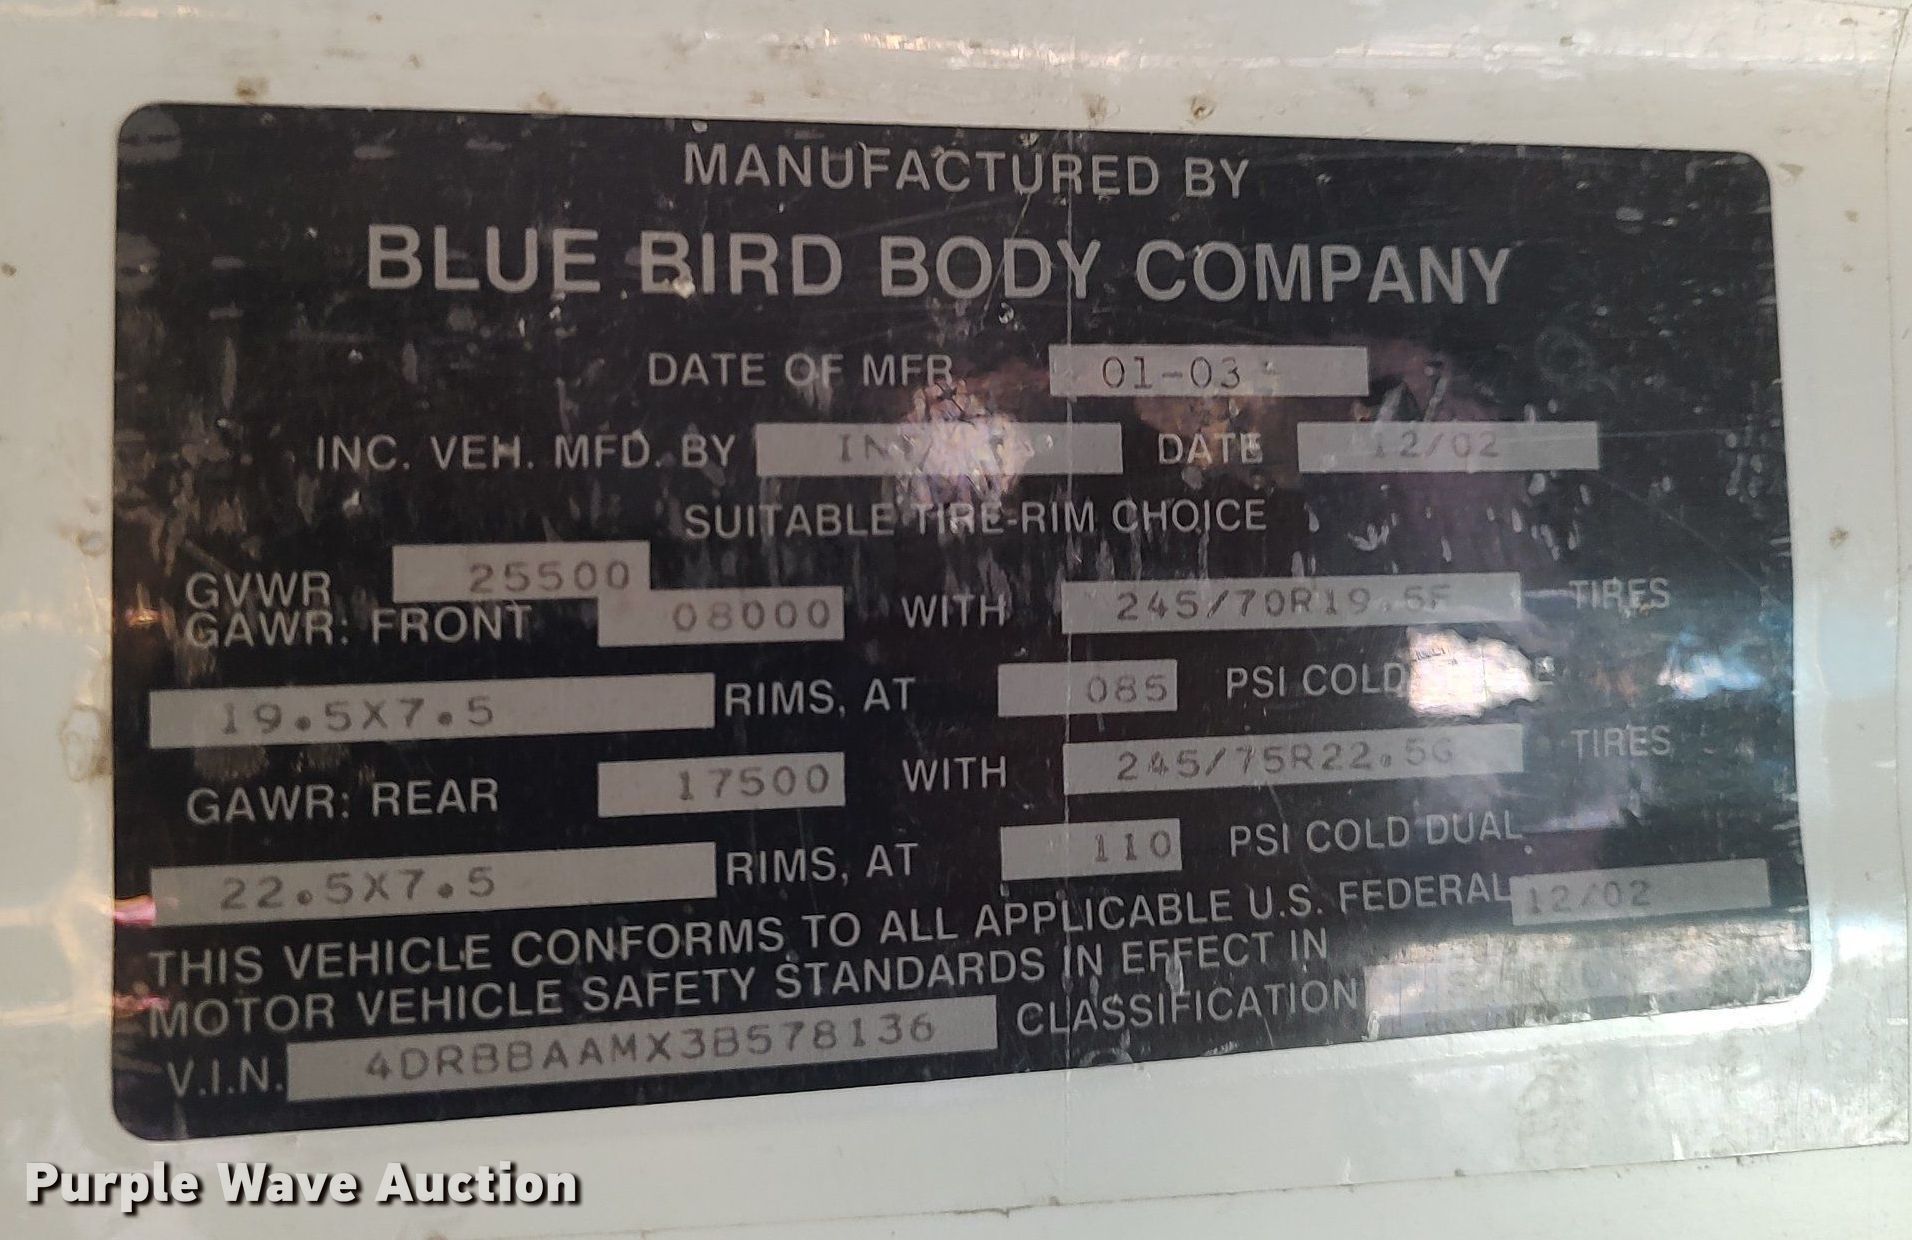 MANUFACTURED BY
BLUE BIRD BODY COMPANY
DATE OF MFR. 01-03
INC. VEH. MFD. BY DATE 12/02
SUITABLE TIRE-RIM CHOICE
GVWR 25500
GAWR: FRONT 08000 WITH 245/70R19.5F TIRES
19.5X7.5 RIMS, AT 085 PSI COLD
GAWR: REAR 17500 WITH 245/75R22.5G TIRES
22.5X7.5 RIMS, AT 110 PSI COLD DUAL
THIS VEHICLE CONFORMS TO ALL APPLICABLE U.S. FEDERAL
MOTOR VEHICLE SAFETY STANDARDS IN EFFECT IN 12/02
V.I.N. 4DRBBAAMX3B578136 CLASSIFICATION
Purple Wave Auction